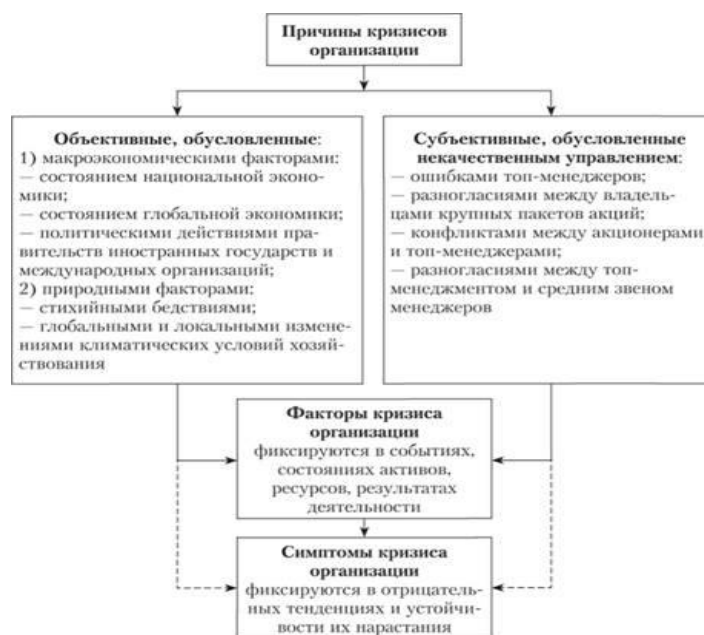 Причины кризисов
организации
Объективные, обусловленные:
1) макроэкономическими факторами:
— состоянием национальной эконо-
мики;
— состоянием глобальной экономики;
— политическими действиями пра-
вительств иностранных государств и
международных организаций;
2) природными факторами:
— стихийными бедствиями;
— глобальными и локальными измене-
ниями климатических условий хозяй-
ствования
Субъективные, обусловленные
некачественным управлением:
— ошибками топ-менеджеров;
— разногласиями между владель-
цами крупных пакетов акций;
— конфликтами между акционерами
и топ-менеджерами;
— разногласиями между топ-
менеджментом и средним звеном
менеджеров
Факторы кризиса
организации
фиксируются в событиях,
состояниях активов,
ресурсов, результатах
деятельности
Симптомы кризиса
организации
фиксируются в отрицатель-
ных тенденциях и устойчи-
вости их нарастания